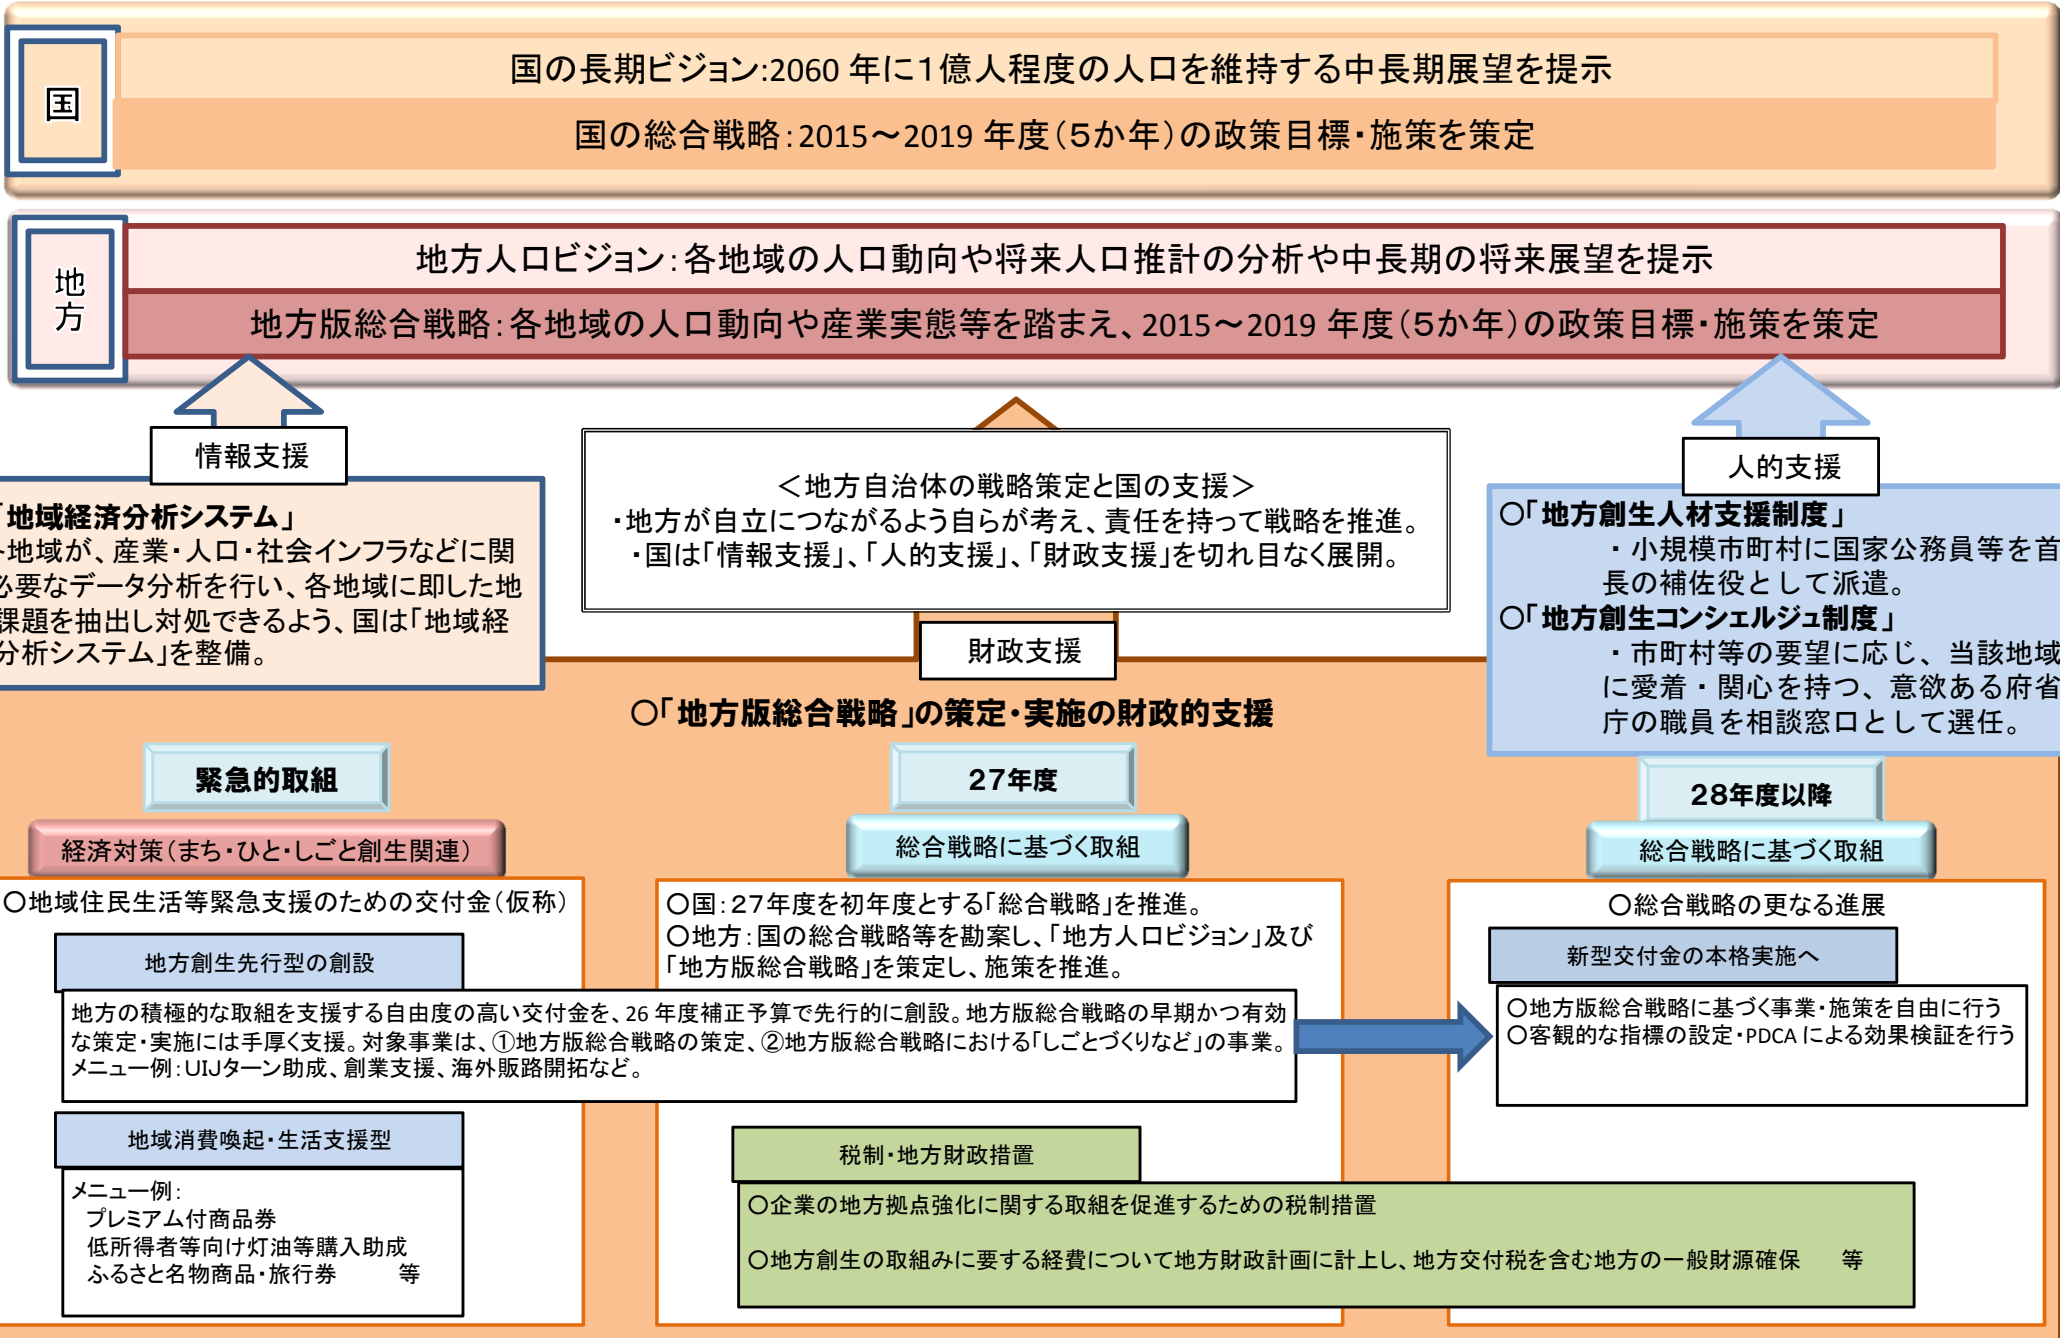 国
国の長期ビジョン:2060 年に1億人程度の人口を維持する中長期展望を提示
国の総合戦略:2015～2019 年度(5か年)の政策目標・施策を策定
地方
地方人口ビジョン:各地域の人口動向や将来人口推計の分析や中長期の将来展望を提示
地方版総合戦略:各地域の人口動向や産業実態等を踏まえ、2015～2019 年度(5か年)の政策目標・施策を策定
情報支援
「地域経済分析システム」
地域が、産業・人口・社会インフラなどに関
必要なデータ分析を行い、各地域に即した地
課題を抽出し対処できるよう、国は「地域経
分析システム」を整備。
＜地方自治体の戦略策定と国の支援＞
・地方が自立につながるよう自らが考え、責任を持って戦略を推進。
・国は「情報支援」、「人的支援」、「財政支援」を切れ目なく展開。
人的支援
○「地方創生人材支援制度」
・小規模市町村に国家公務員等を首
長の補佐役として派遣。
○「地方創生コンシェルジュ制度」
・市町村等の要望に応じ、当該地域
に愛着・関心を持つ、意欲ある府省
庁の職員を相談窓口として選任。
財政支援
○「地方版総合戦略」の策定・実施の財政的支援
緊急的取組
経済対策(まち・ひと・しごと創生関連)
○地域住民生活等緊急支援のための交付金(仮称)
地方創生先行型の創設
地方の積極的な取組を支援する自由度の高い交付金を、26 年度補正予算で先行的に創設。地方版総合戦略の早期かつ有効
な策定・実施には手厚く支援。対象事業は、①地方版総合戦略の策定、②地方版総合戦略における「しごとづくりなど」の事業。
メニュー例:UIJターン助成、創業支援、海外販路開拓など。
地域消費喚起・生活支援型
メニュー例:
プレミアム付商品券
低所得者等向け灯油等購入助成
ふるさと名物商品・旅行券 等
27年度
総合戦略に基づく取組
○国:27年度を初年度とする「総合戦略」を推進。
○地方:国の総合戦略等を勘案し、「地方人口ビジョン」及び
「地方版総合戦略」を策定し、施策を推進。
税制・地方財政措置
○企業の地方拠点強化に関する取組を促進するための税制措置
○地方創生の取組みに要する経費について地方財政計画に計上し、地方交付税を含む地方の一般財源確保 等
28年度以降
総合戦略に基づく取組
○総合戦略の更なる進展
新型交付金の本格実施へ
○地方版総合戦略に基づく事業・施策を自由に行う
○客観的な指標の設定・PDCA による効果検証を行う